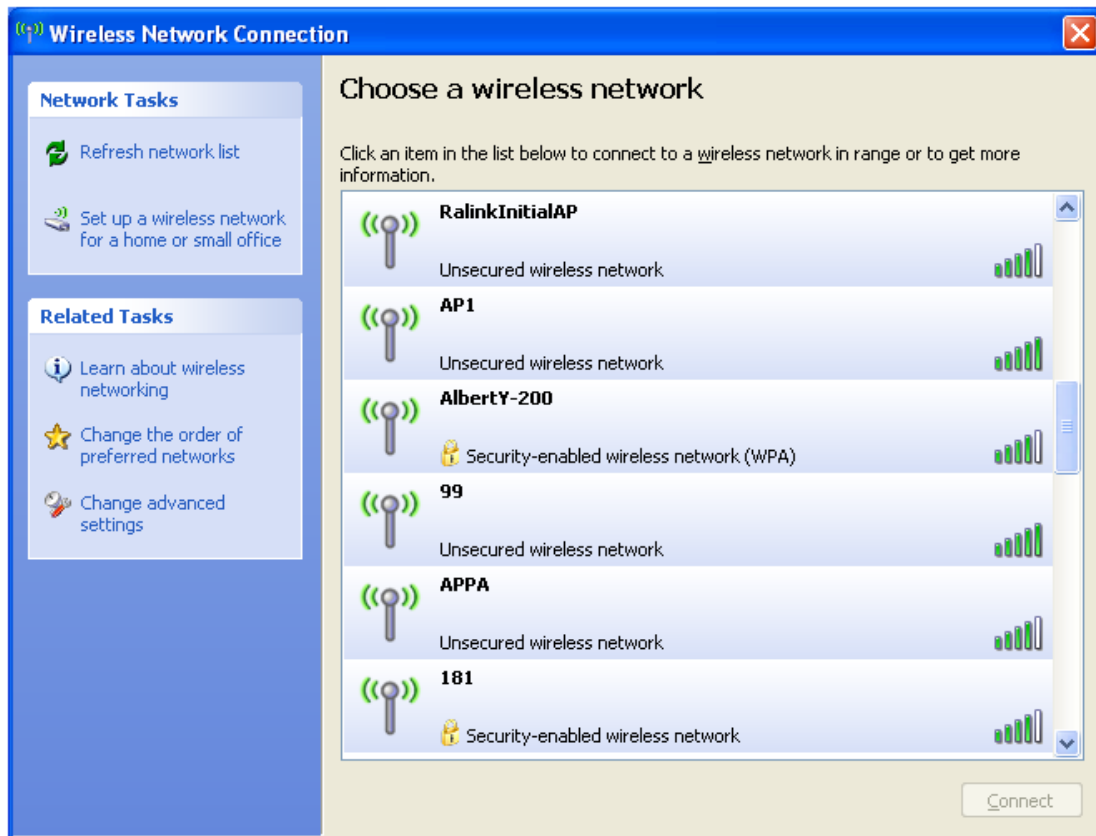 Wireless Network Connection
Network Tasks
Refresh network list
Set up a wireless network
for a home or small office
Related Tasks
Learn about wireless
networking
Change the order of
preferred networks
Change advanced
settings
Choose a wireless network
Click an item in the list below to connect to a wireless network in range or to get more
information.
RalinkInitialAP
Unsecured wireless network
AP1
Unsecured wireless network
AlbertY-200
Security-enabled wireless network (WPA)
99
Unsecured wireless network
APPA
Unsecured wireless network
181
Security-enabled wireless network
Connect